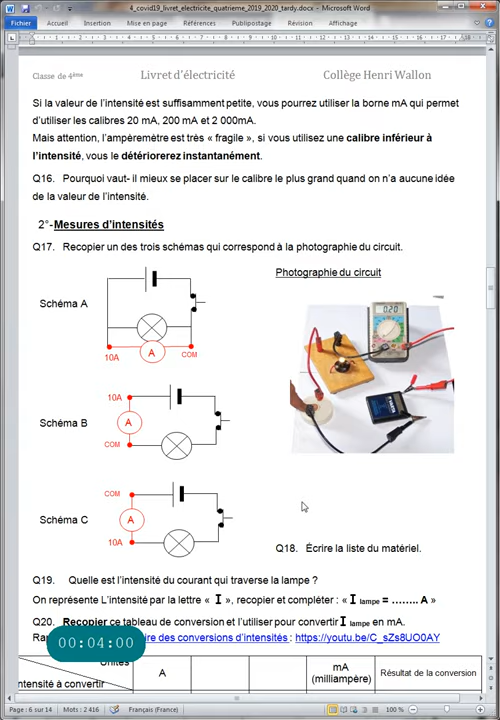 4_covid19_livret_electricite_quatrieme_2019_2020_tardy.docx - Microsoft Word
Fichier Accueil Insertion Mise en page Références Publipostage Révision Affichage
Classe de 4ème Livret d'électricité Collège Henri Wallon
Si la valeur de l'intensité est suffisamment petite, vous pourrez utiliser la borne mA qui permet
d'utiliser les calibres 20 mA, 200 mA et 2 000mA.
Mais attention, l'ampèremètre est très « fragile », si vous utilisez une calibre inférieur à
l'intensité, vous le détériorerez instantanément.
Q16. Pourquoi vaut- il mieux se placer sur le calibre le plus grand quand on n'a aucune idée
de la valeur de l'intensité.
2°-Mesures d'intensités
Q17. Recopier un des trois schémas qui correspond à la photographie du circuit.
Photographie du circuit
Schéma A
10A
A
COM
0.20
Schéma B
10A
A
COM
Schéma C
COM
A
10A
Q18. Écrire la liste du matériel.
Q19. Quelle est l'intensité du courant qui traverse la lampe ?
On représente L'intensité par la lettre « I », recopier et compléter : « I lampe = …….. A »
Q20. Recopier ce tableau de conversion et l'utiliser pour convertir I lampe en mA.
00:04:00
ire des conversions d'intensités : https://youtu.be/C_sZs8UO0AY
Unités
A
mA
(milliampère)
Résultat de la conversion
ntensité à convertir
Page : 6 sur 14 Mots : 2 416 Français (France) 100 %